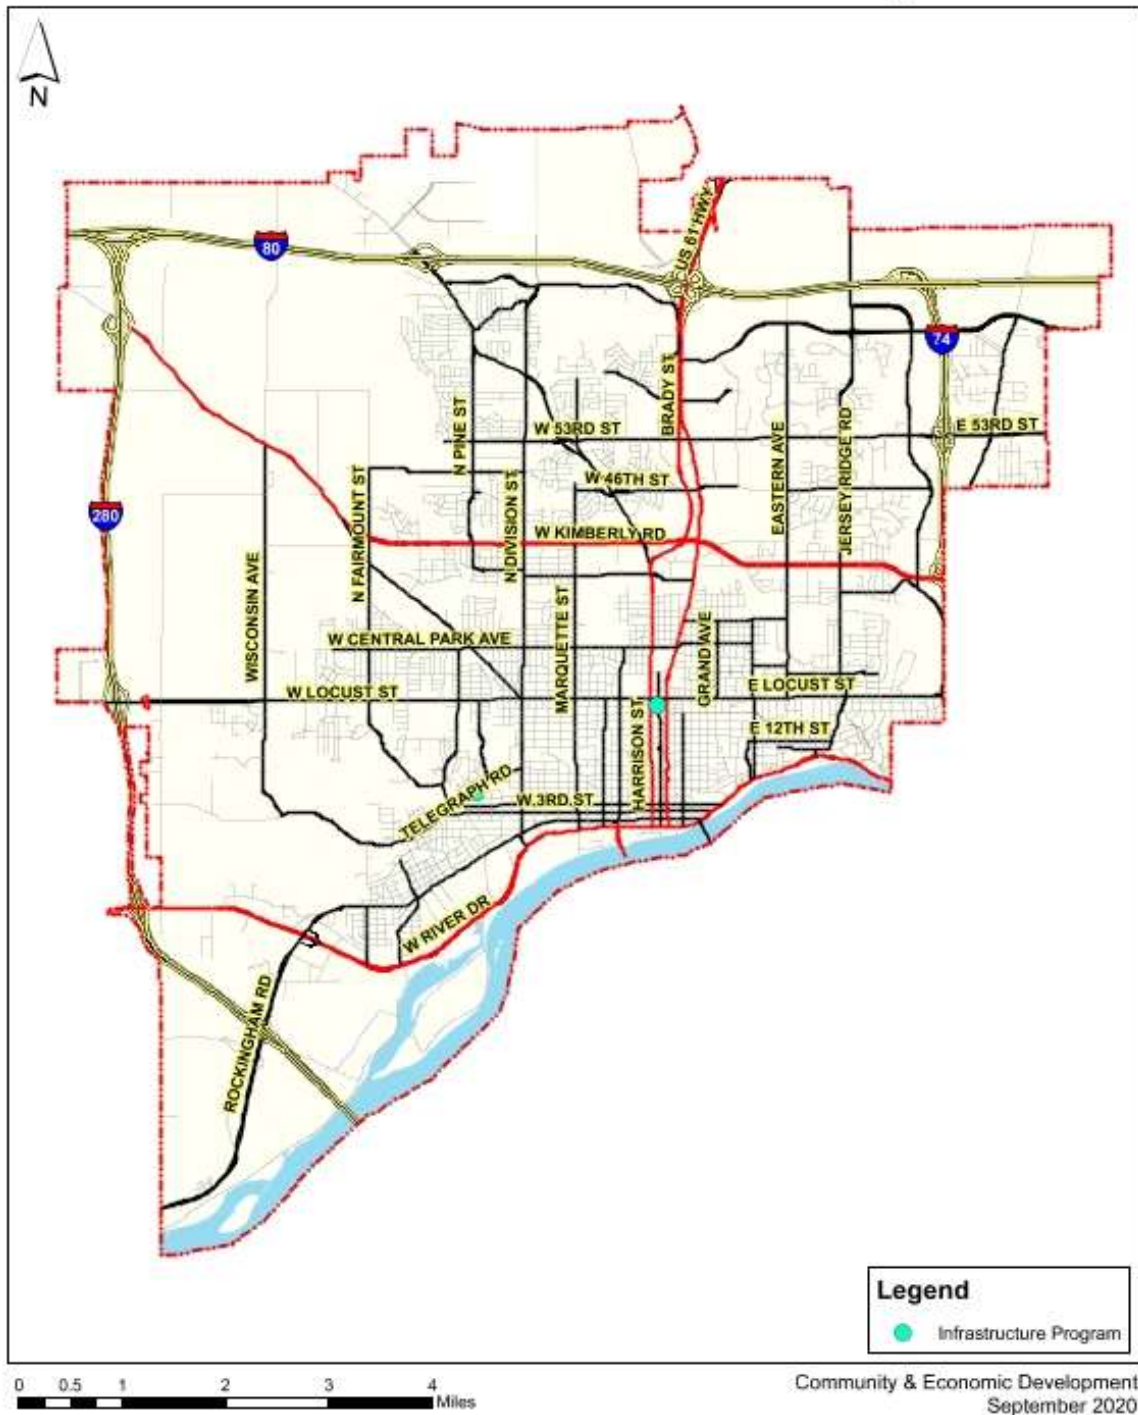 N
80
US 61 HWY
74
BRADY ST
N PINE ST
W 53RD ST
E 53RD ST
JERSEY RIDGE RD
EASTERN AVE
W 46TH ST
N FAIRMOUNT ST
N DIVISION ST
280
W KIMBERLY RD
WISCONSIN AVE
MARQUETTE ST
W CENTRAL PARK AVE
GRAND AVE
W LOCUST ST
E LOCUST ST
HARRISON ST
E 12TH ST
TELEGRAPH RD
W 3RD ST
W RIVER DR
ROCKINGHAM RD
Legend
Infrastructure Program
0 0.5 1 2 3 4
Miles
Community & Economic Development
September 2020